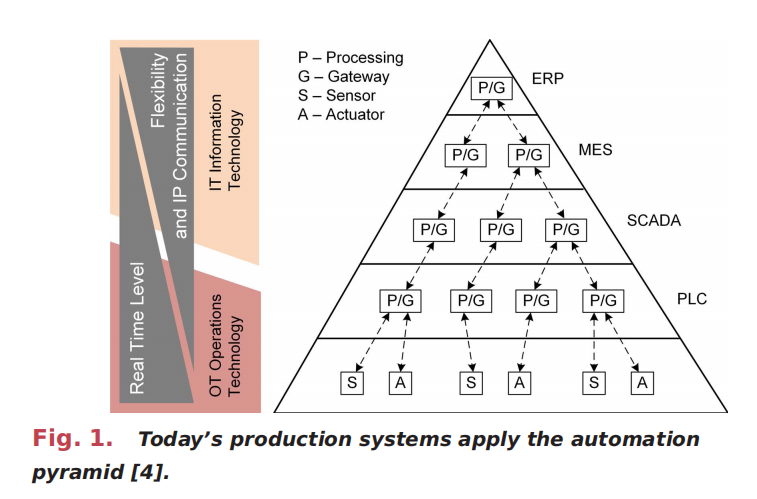 Flexibility
and IP Communication
Real Time Level
IT Information
Technology
OT Operations
Technology
P – Processing
G – Gateway
S – Sensor
A – Actuator
P/G
ERP
P/G P/G
MES
P/G P/G P/G
SCADA
P/G P/G P/G P/G
PLC
S A S A S A
Fig. 1. Today’s production systems apply the automation
pyramid [4].